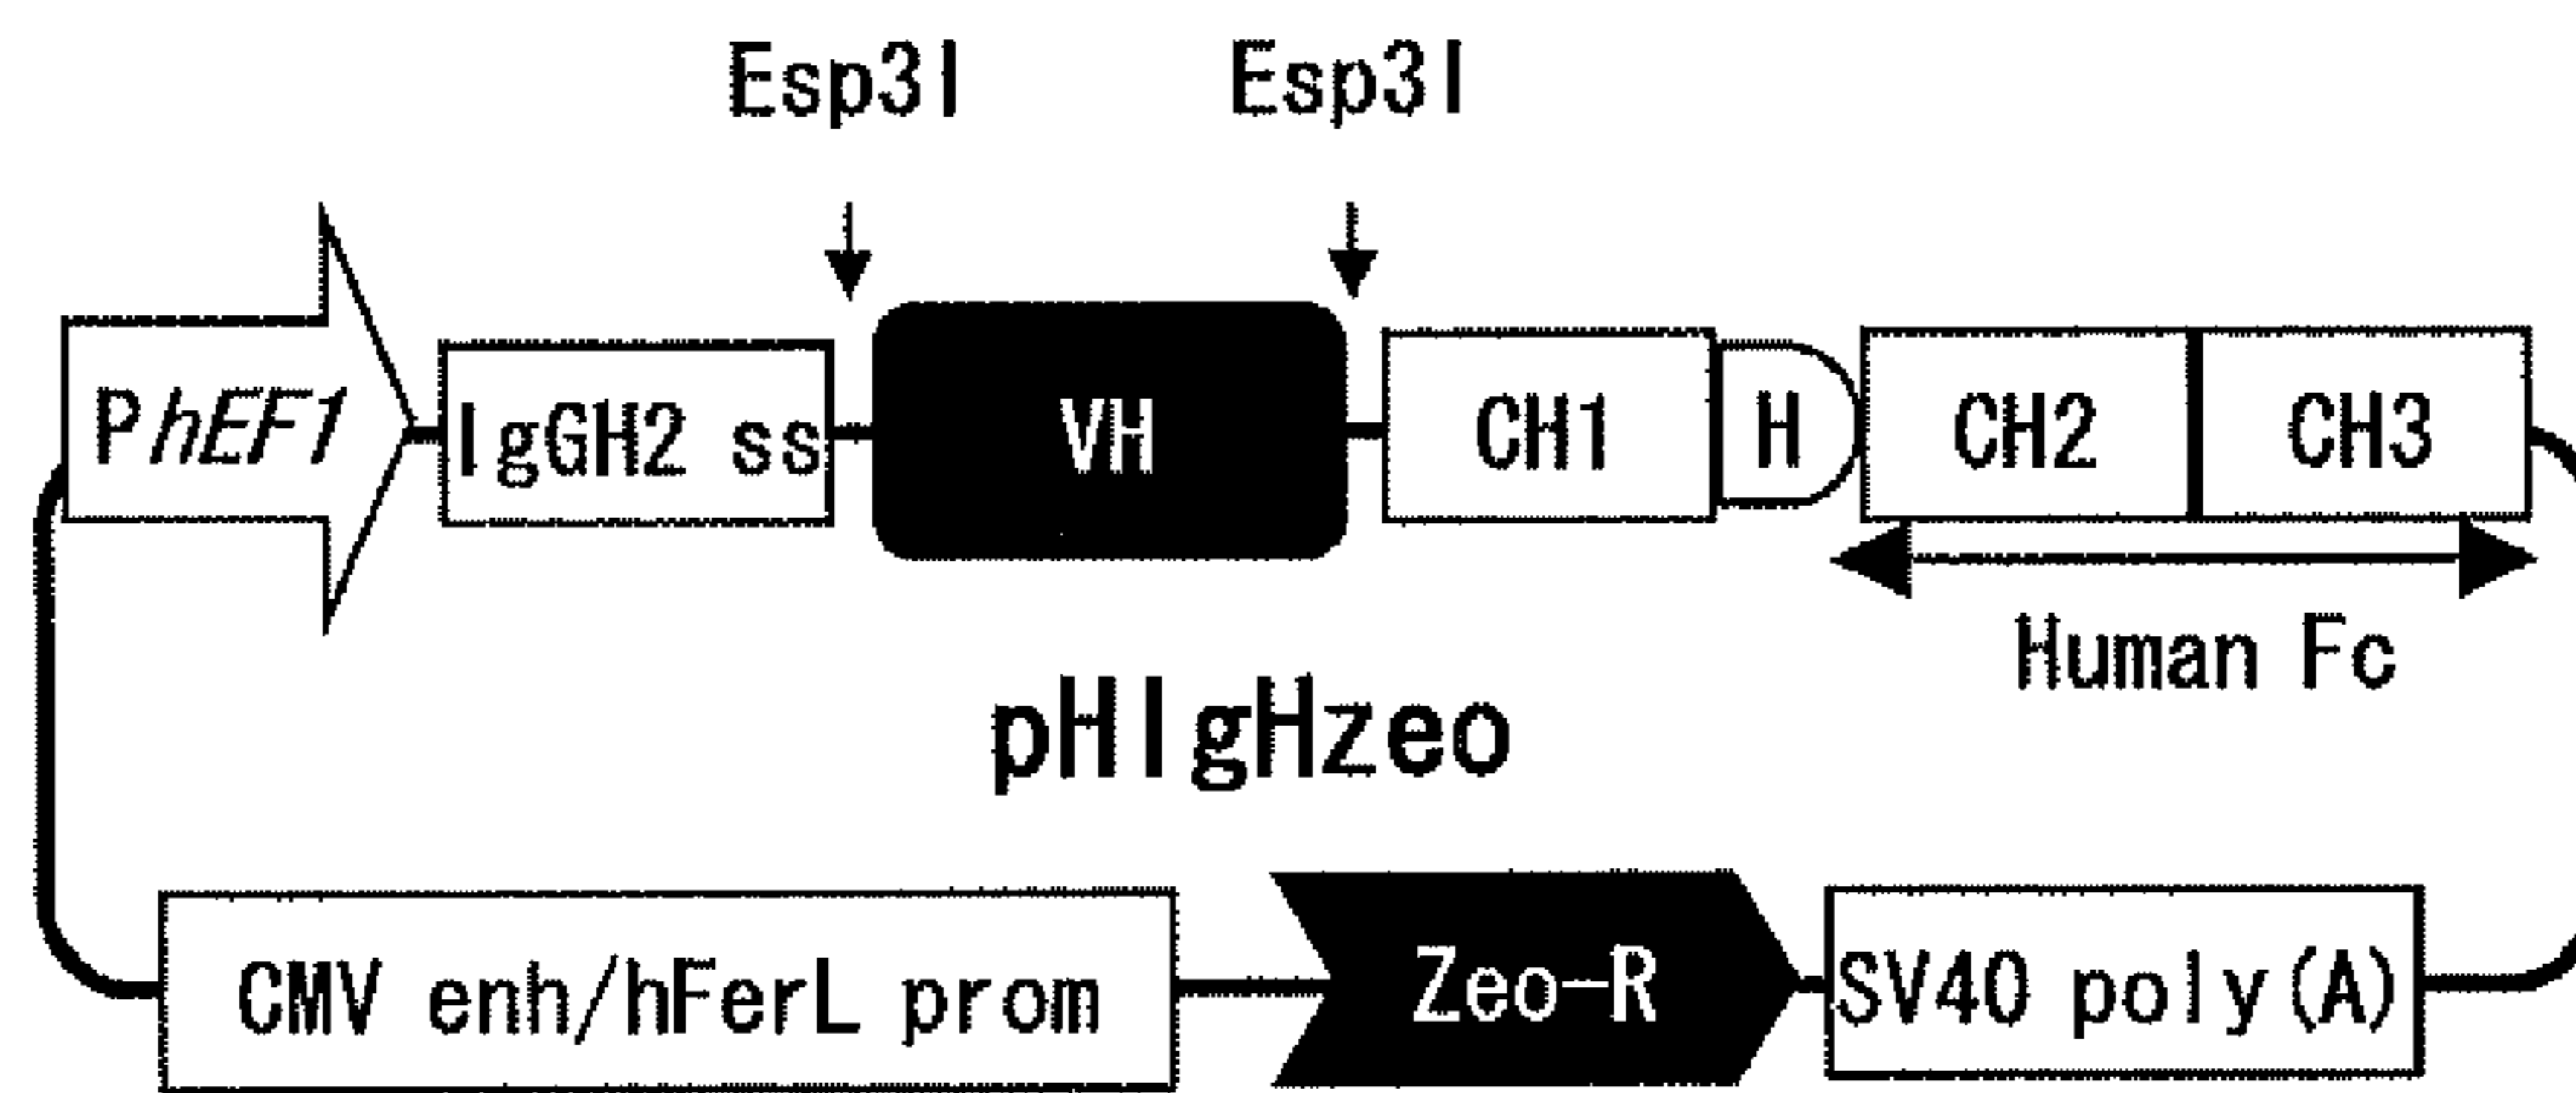 Esp3I Esp3I
PhEF1 IgGH2 ss VH CH1 H CH2 CH3
Human Fc
pHIgHzeo
CMV enh/hFerL prom Zeo-R SV40 poly(A)